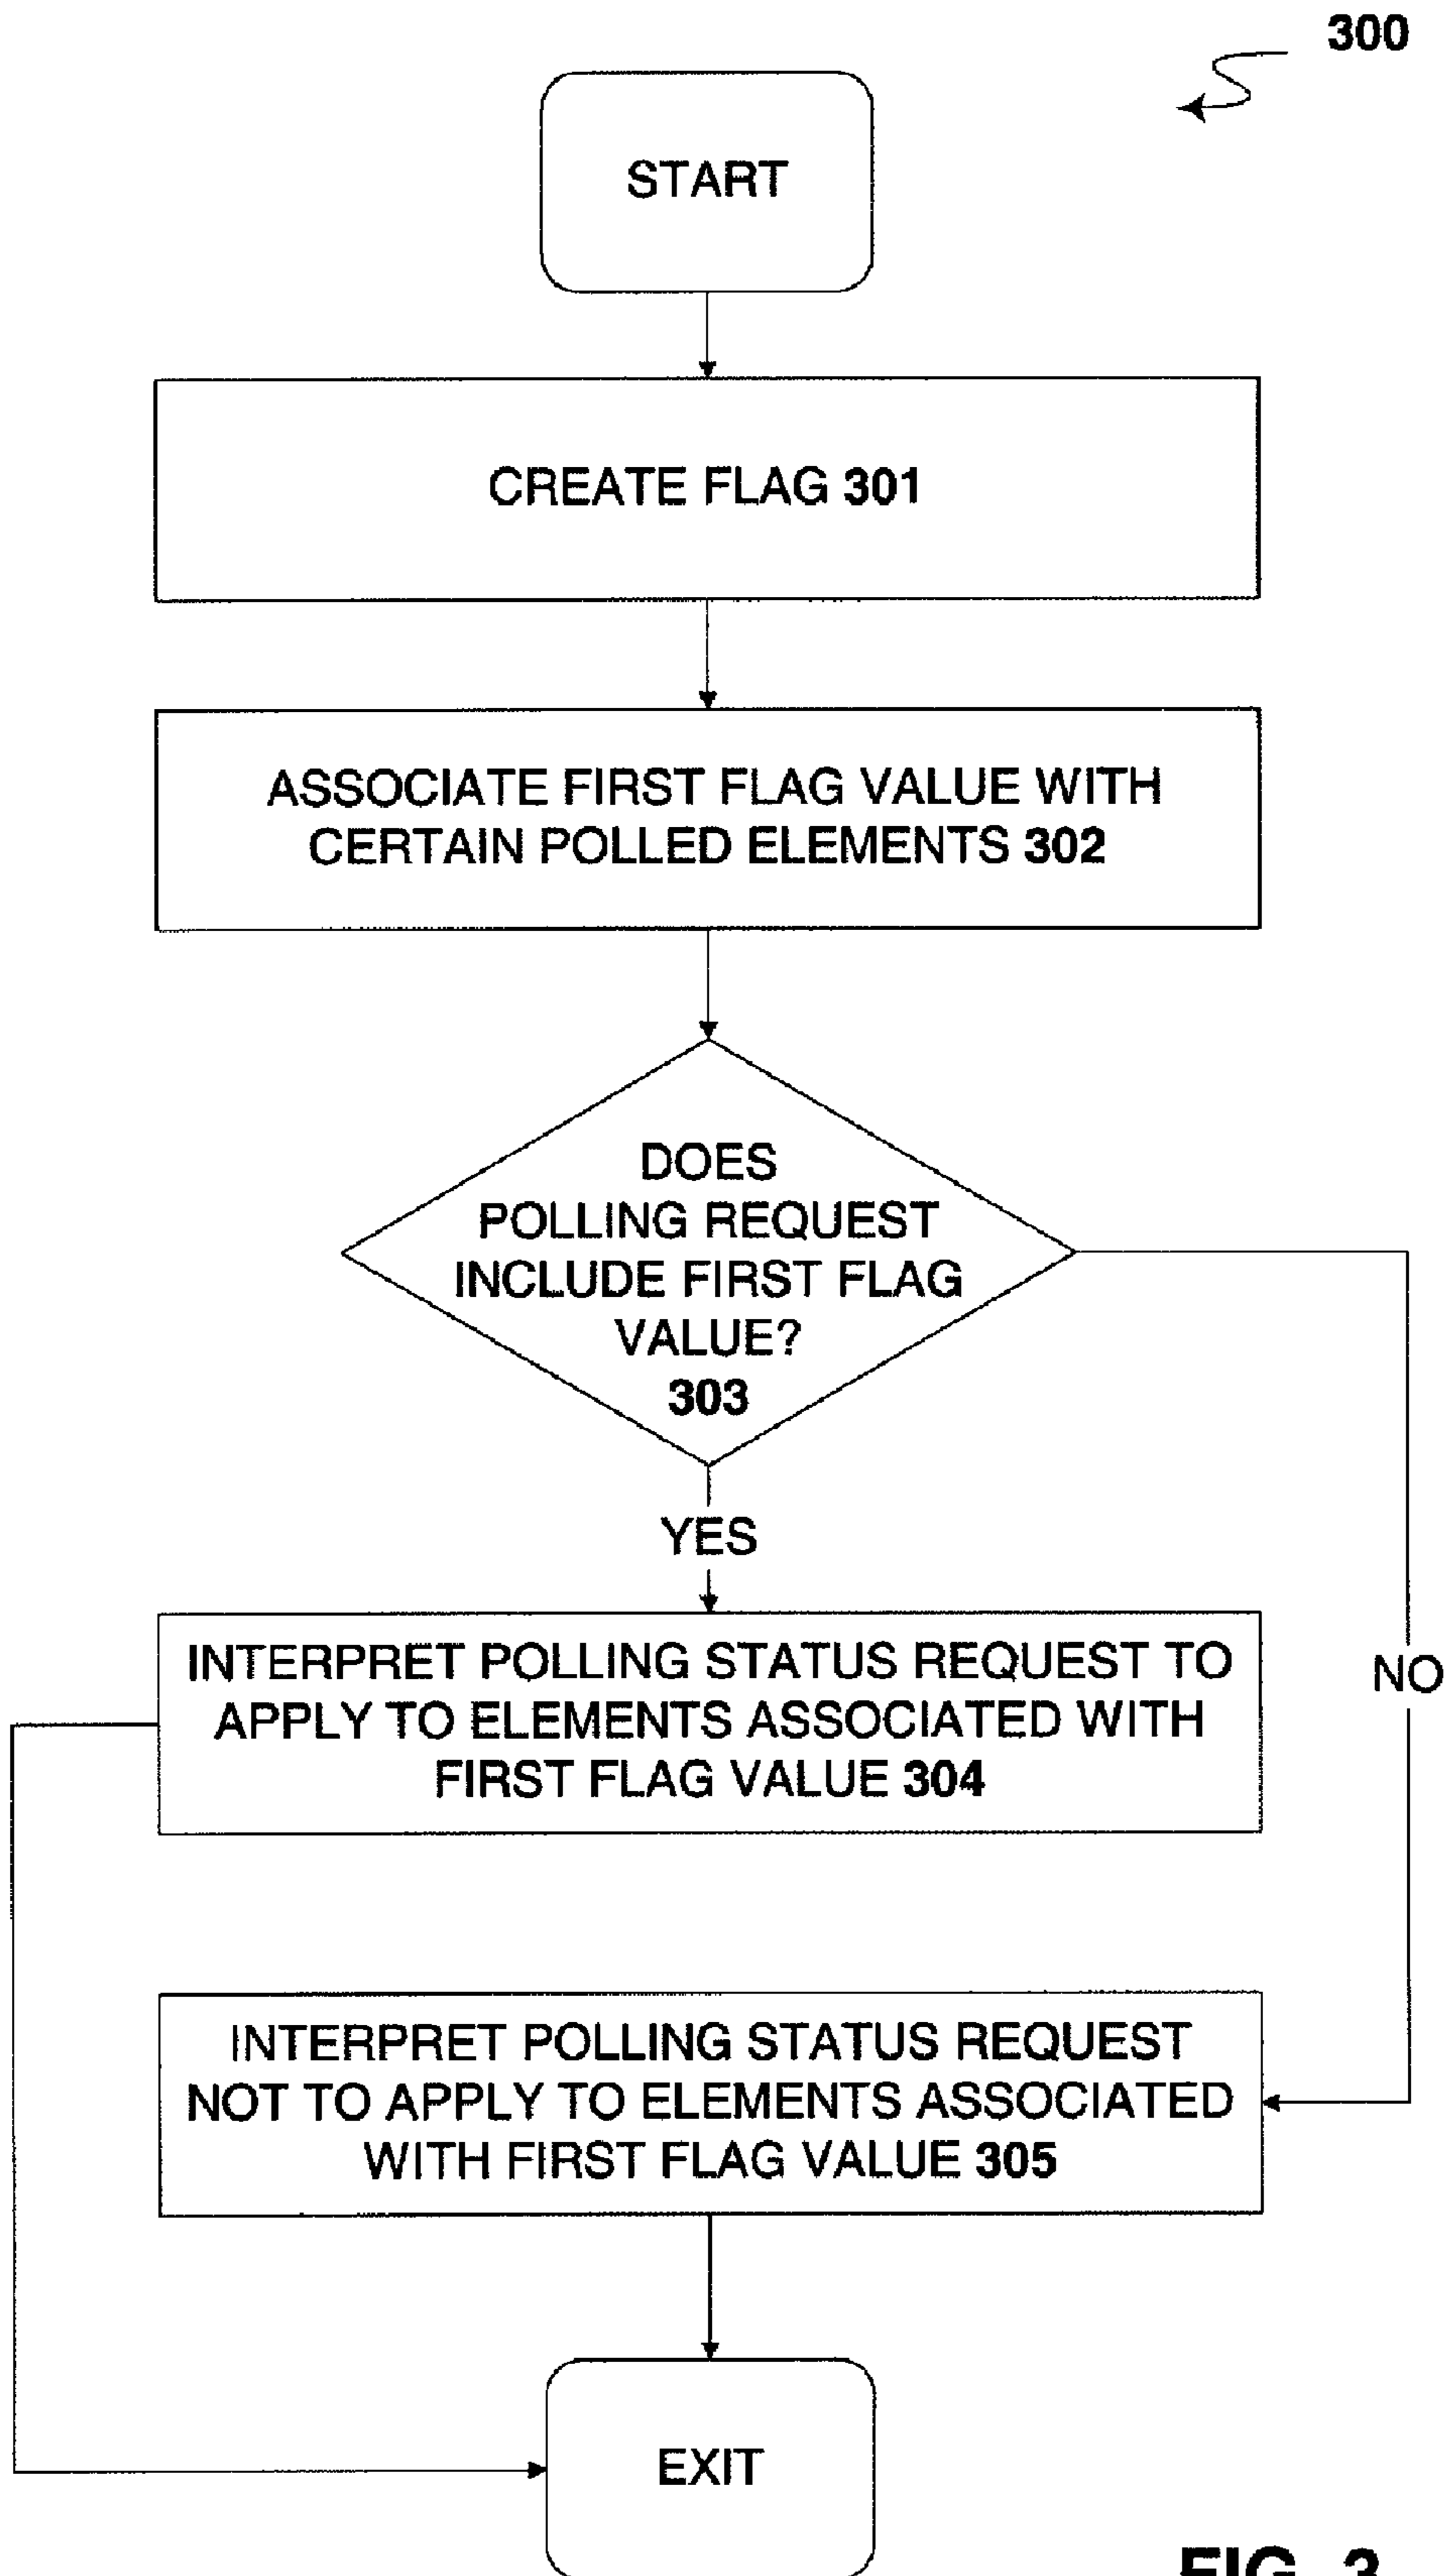 300
START
CREATE FLAG 301
ASSOCIATE FIRST FLAG VALUE WITH
CERTAIN POLLED ELEMENTS 302
DOES
POLLING REQUEST
INCLUDE FIRST FLAG
VALUE?
303
YES
INTERPRET POLLING STATUS REQUEST TO
APPLY TO ELEMENTS ASSOCIATED WITH
FIRST FLAG VALUE 304
NO
INTERPRET POLLING STATUS REQUEST
NOT TO APPLY TO ELEMENTS ASSOCIATED
WITH FIRST FLAG VALUE 305
EXIT
FIG. 3